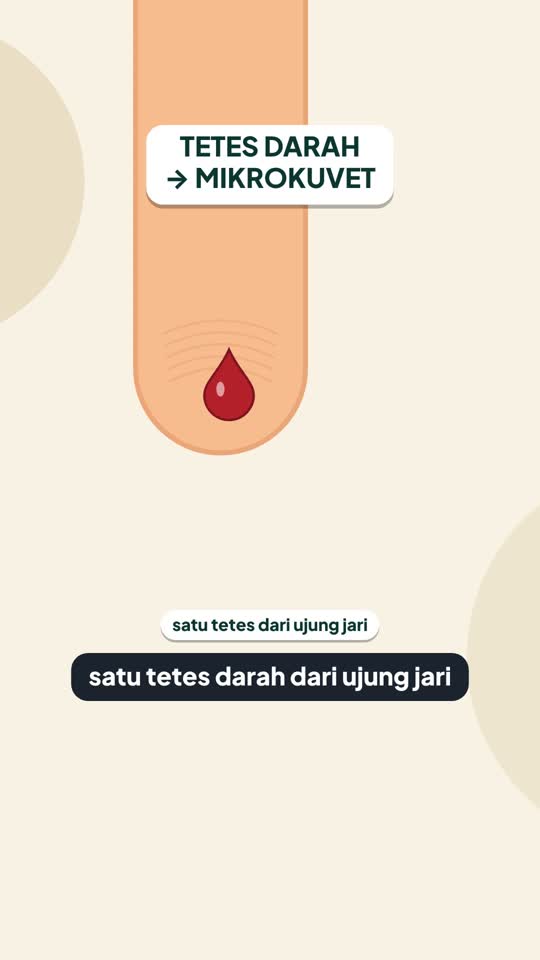 TETES DARAH
→ MIKROKUVET
satu tetes dari ujung jari
satu tetes darah dari ujung jari